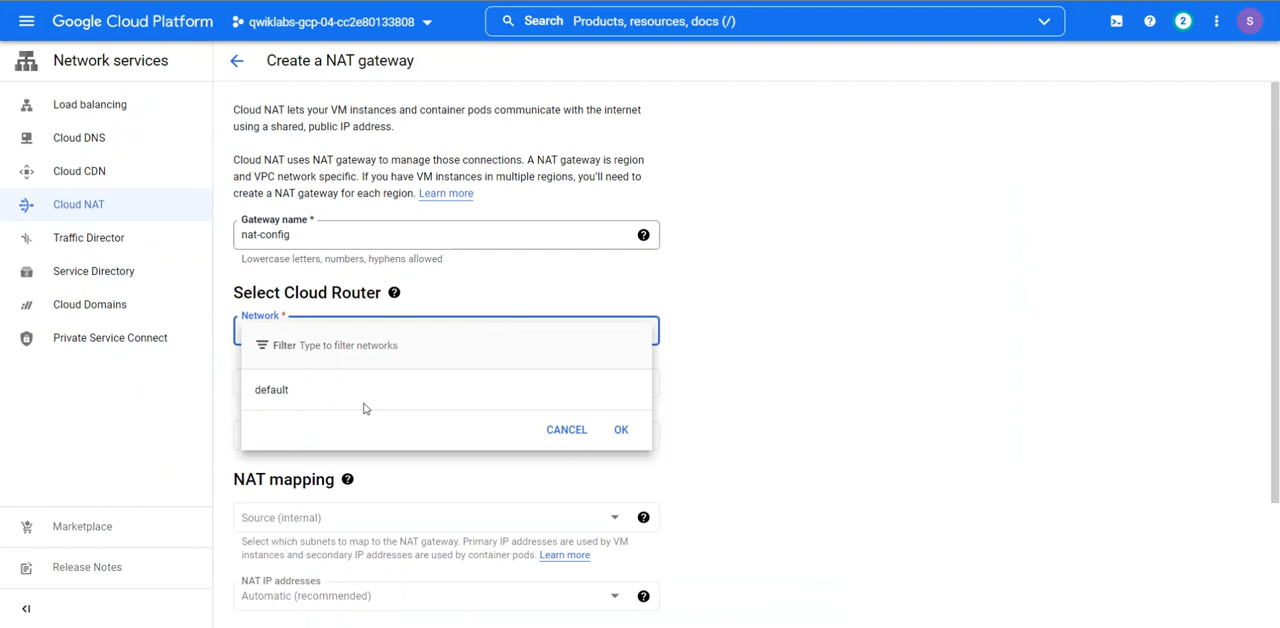 Google Cloud Platform
qwiklabs-gcp-04-cc2e80133808
Search Products, resources, docs (/)
2
S
Network services
Create a NAT gateway
Load balancing
Cloud DNS
Cloud CDN
Cloud NAT
Traffic Director
Service Directory
Cloud Domains
Private Service Connect
Marketplace
Release Notes
Cloud NAT lets your VM instances and container pods communicate with the internet
using a shared, public IP address.
Cloud NAT uses NAT gateway to manage those connections. A NAT gateway is region
and VPC network specific. If you have VM instances in multiple regions, you'll need to
create a NAT gateway for each region. Learn more
Gateway name *
nat-config
Lowercase letters, numbers, hyphens allowed
Select Cloud Router
Network *
Filter Type to filter networks
default
CANCEL OK
NAT mapping
Source (internal)
Select which subnets to map to the NAT gateway. Primary IP addresses are used by VM
instances and secondary IP addresses are used by container pods. Learn more
NAT IP addresses
Automatic (recommended)